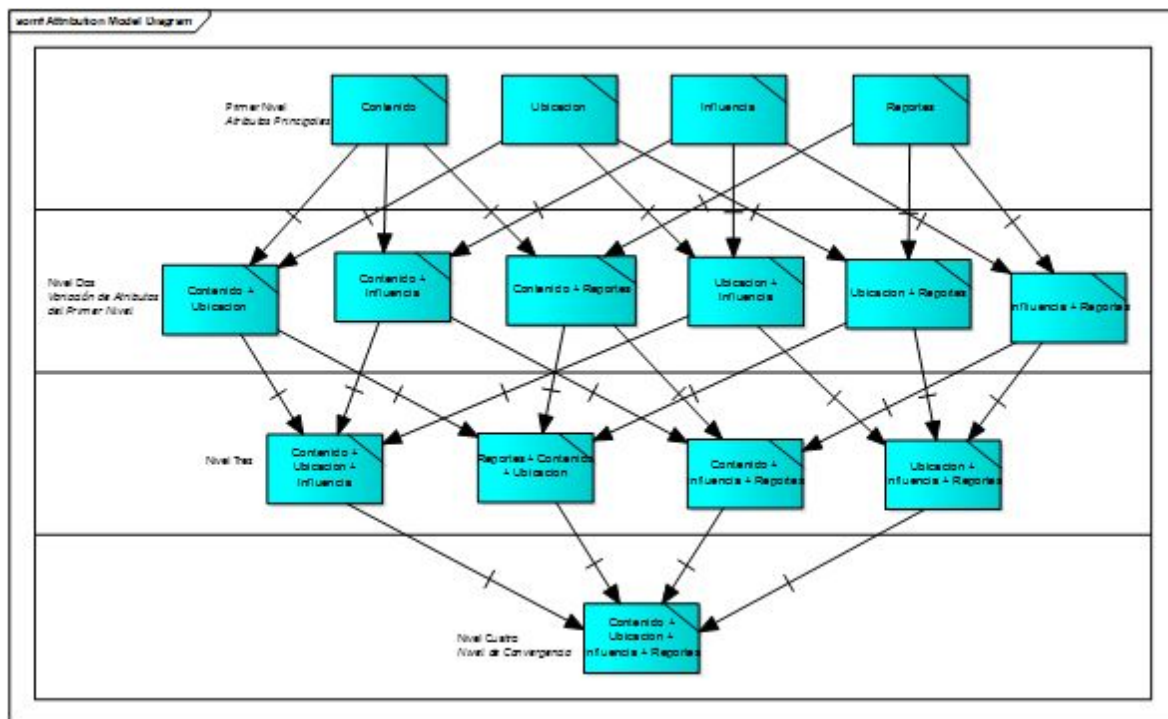 somf Attribution Model Diagram
Primer Nivel
Atributos Principales
Contenido
Ubicacion
Influencia
Reportes
Nivel Dos
Variación de Atributos
del Primer Nivel
Contenido +
Ubicacion
Contenido +
Influencia
Contenido + Reportes
Ubicacion +
Influencia
Ubicacion + Reportes
Influencia + Reportes
Nivel Tres
Contenido +
Ubicacion +
Influencia
Reportes + Contenido
+ Ubicacion
Contenido +
Influencia + Reportes
Ubicacion +
Influencia + Reportes
Nivel Cuatro
Nivel de Convergencia
Contenido +
Ubicacion +
Influencia + Reportes